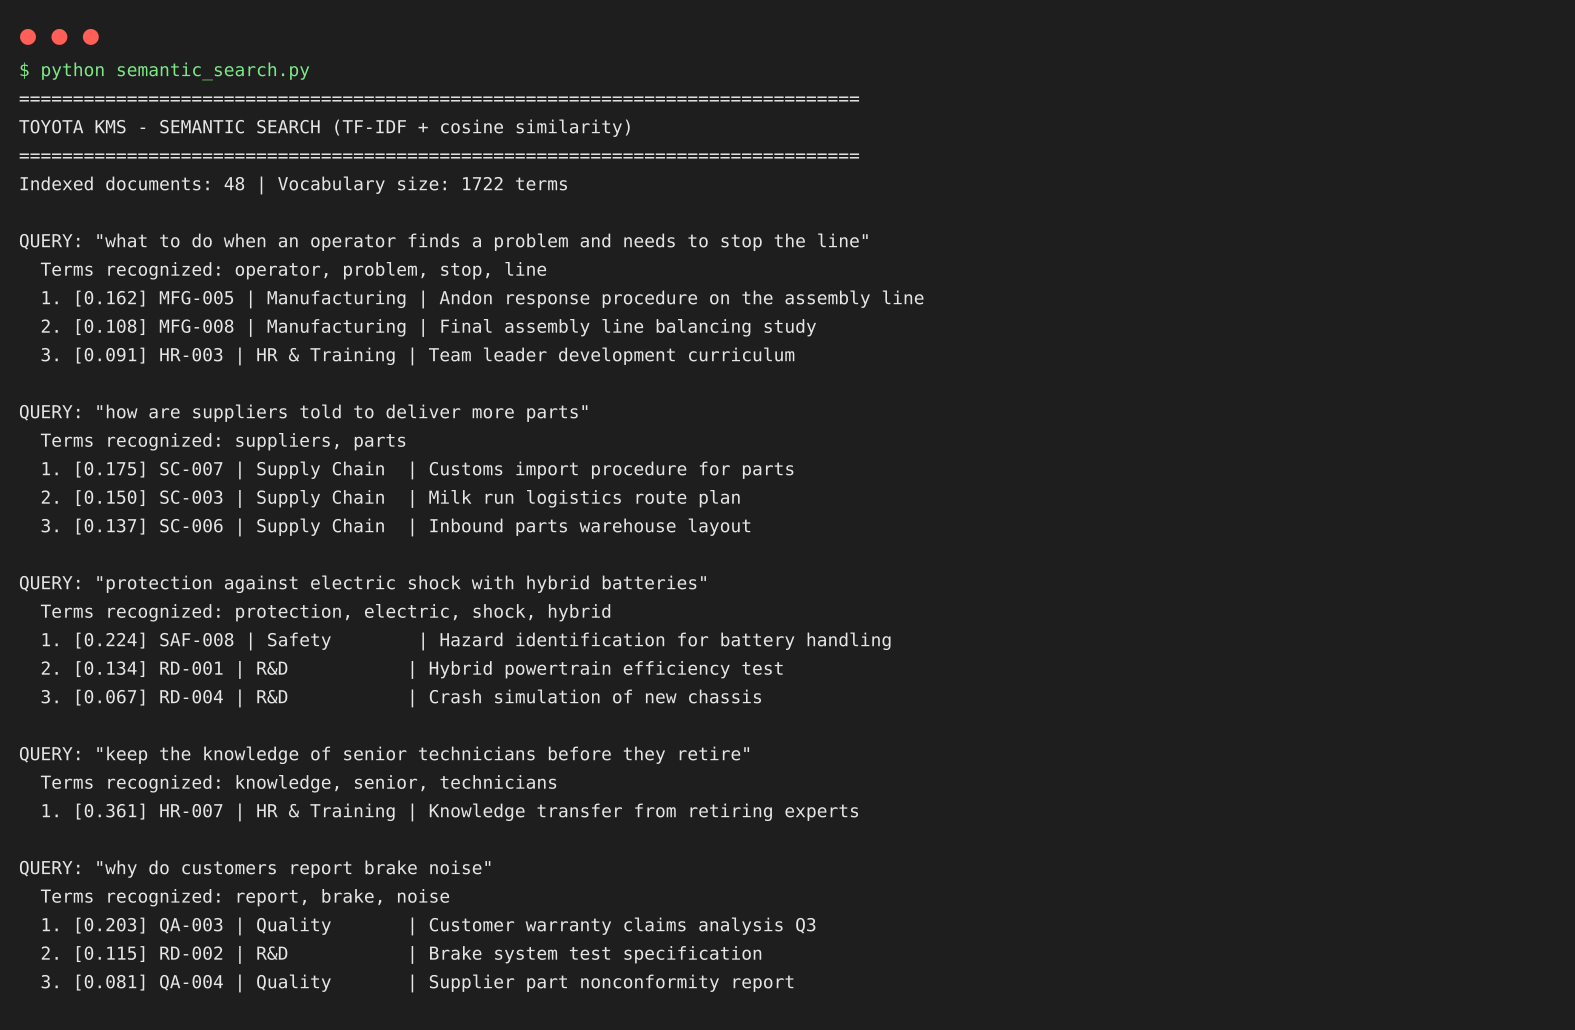 $ python semantic_search.py
==============================================================================
TOYOTA KMS - SEMANTIC SEARCH (TF-IDF + cosine similarity)
==============================================================================
Indexed documents: 48 | Vocabulary size: 1722 terms

QUERY: "what to do when an operator finds a problem and needs to stop the line"
  Terms recognized: operator, problem, stop, line
  1. [0.162] MFG-005 | Manufacturing | Andon response procedure on the assembly line
  2. [0.108] MFG-008 | Manufacturing | Final assembly line balancing study
  3. [0.091] HR-003 | HR & Training | Team leader development curriculum

QUERY: "how are suppliers told to deliver more parts"
  Terms recognized: suppliers, parts
  1. [0.175] SC-007 | Supply Chain  | Customs import procedure for parts
  2. [0.150] SC-003 | Supply Chain  | Milk run logistics route plan
  3. [0.137] SC-006 | Supply Chain  | Inbound parts warehouse layout

QUERY: "protection against electric shock with hybrid batteries"
  Terms recognized: protection, electric, shock, hybrid
  1. [0.224] SAF-008 | Safety        | Hazard identification for battery handling
  2. [0.134] RD-001 | R&D           | Hybrid powertrain efficiency test
  3. [0.067] RD-004 | R&D           | Crash simulation of new chassis

QUERY: "keep the knowledge of senior technicians before they retire"
  Terms recognized: knowledge, senior, technicians
  1. [0.361] HR-007 | HR & Training | Knowledge transfer from retiring experts

QUERY: "why do customers report brake noise"
  Terms recognized: report, brake, noise
  1. [0.203] QA-003 | Quality       | Customer warranty claims analysis Q3
  2. [0.115] RD-002 | R&D           | Brake system test specification
  3. [0.081] QA-004 | Quality       | Supplier part nonconformity report